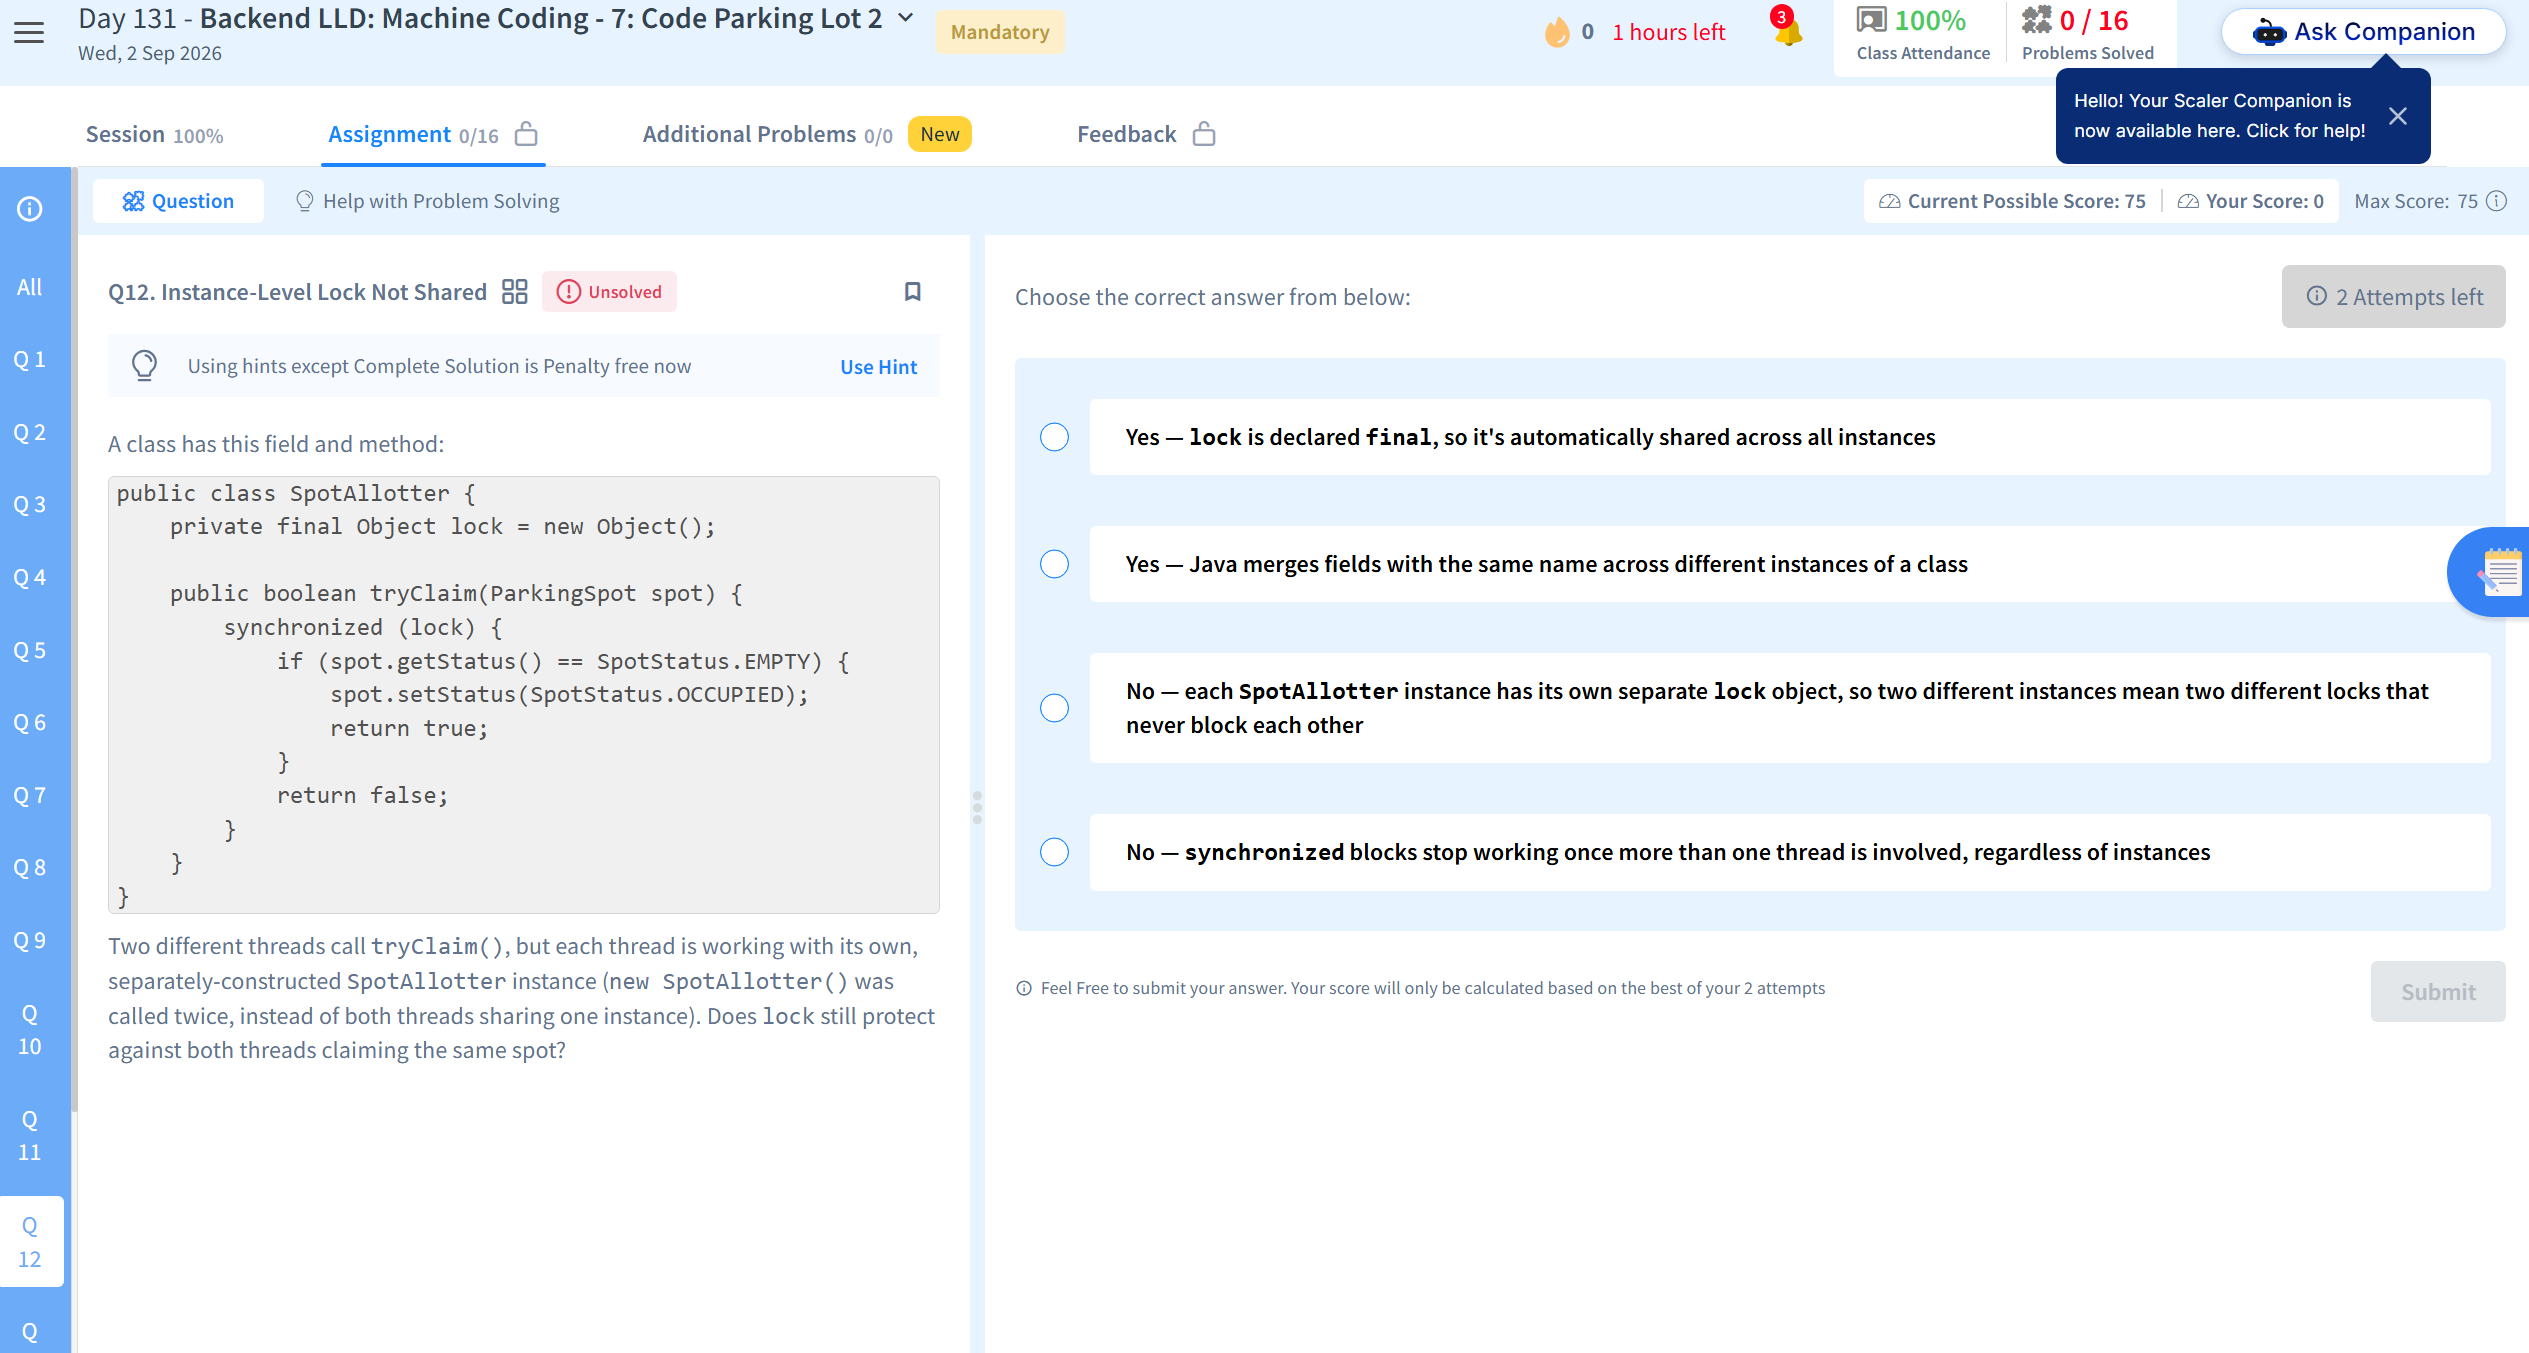 Day 131 - Backend LLD: Machine Coding - 7: Code Parking Lot 2
Mandatory
Wed, 2 Sep 2026
0
1 hours left
3
100%
Class Attendance
0 / 16
Problems Solved
Ask Companion
Hello! Your Scaler Companion is
now available here. Click for help!
Session 100%
Assignment 0/16
Additional Problems 0/0
New
Feedback
Question
Help with Problem Solving
Current Possible Score: 75
Your Score: 0
Max Score: 75
All
Q 1
Q 2
Q 3
Q 4
Q 5
Q 6
Q 7
Q 8
Q 9
Q
10
Q
11
Q
12
Q
Q12. Instance-Level Lock Not Shared
Unsolved
Using hints except Complete Solution is Penalty free now
Use Hint
A class has this field and method:
public class SpotAllotter {
    private final Object lock = new Object();
    public boolean tryClaim(ParkingSpot spot) {
        synchronized (lock) {
            if (spot.getStatus() == SpotStatus.EMPTY) {
                spot.setStatus(SpotStatus.OCCUPIED);
                return true;
            }
            return false;
        }
    }
}
Two different threads call tryClaim(), but each thread is working with its own,
separately-constructed SpotAllotter instance (new SpotAllotter() was
called twice, instead of both threads sharing one instance). Does lock still protect
against both threads claiming the same spot?
Choose the correct answer from below:
2 Attempts left
Yes — lock is declared final, so it's automatically shared across all instances
Yes — Java merges fields with the same name across different instances of a class
No — each SpotAllotter instance has its own separate lock object, so two different instances mean two different locks that
never block each other
No — synchronized blocks stop working once more than one thread is involved, regardless of instances
Feel Free to submit your answer. Your score will only be calculated based on the best of your 2 attempts
Submit